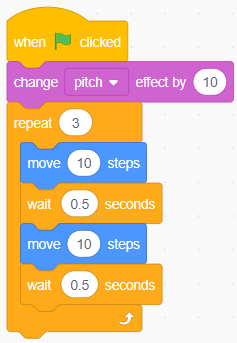 when clicked
change pitch effect by 10
repeat 3
move 10 steps
wait 0.5 seconds
move 10 steps
wait 0.5 seconds